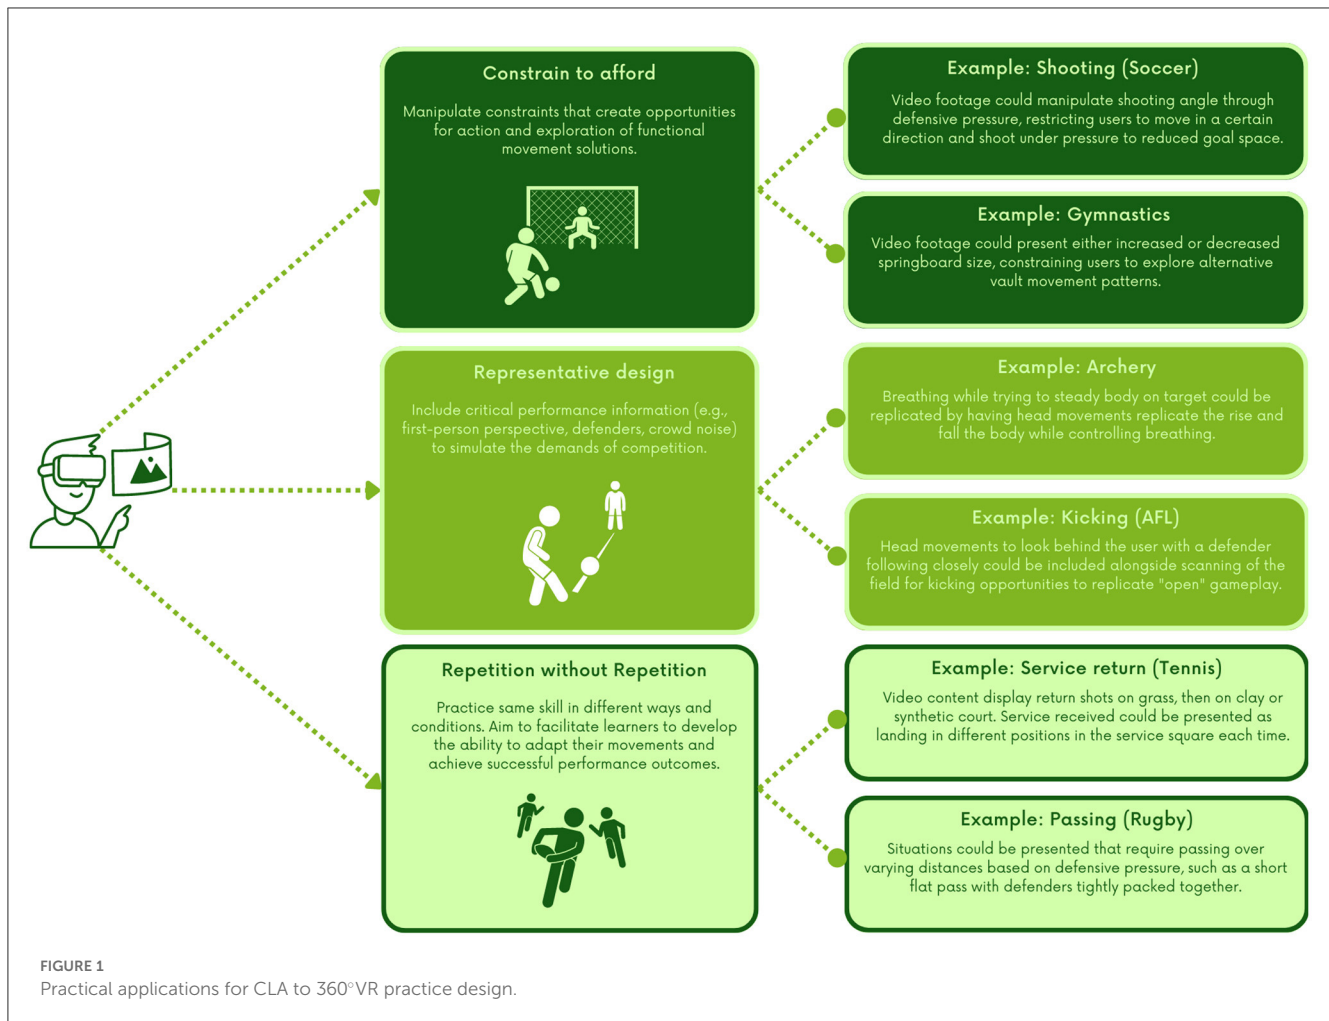 Constrain to afford
Manipulate constraints that create opportunities
for action and exploration of functional
movement solutions.
Example: Shooting (Soccer)
Video footage could manipulate shooting angle through
defensive pressure, restricting users to move in a certain
direction and shoot under pressure to reduced goal space.
Example: Gymnastics
Video footage could present either increased or decreased
springboard size, constraining users to explore alternative
vault movement patterns.
Representative design
Include critical performance information (e.g.,
first-person perspective, defenders, crowd noise)
to simulate the demands of competition.
Example: Archery
Breathing while trying to steady body on target could be
replicated by having head movements replicate the rise and
fall the body while controlling breathing.
Example: Kicking (AFL)
Head movements to look behind the user with a defender
following closely could be included alongside scanning of the
field for kicking opportunities to replicate "open" gameplay.
Repetition without Repetition
Practice same skill in different ways and
conditions. Aim to facilitate learners to develop
the ability to adapt their movements and
achieve successful performance outcomes.
Example: Service return (Tennis)
Video content display return shots on grass, then on clay or
synthetic court. Service received could be presented as
landing in different positions in the service square each time.
Example: Passing (Rugby)
Situations could be presented that require passing over
varying distances based on defensive pressure, such as a short
flat pass with defenders tightly packed together.
FIGURE 1
Practical applications for CLA to 360°VR practice design.